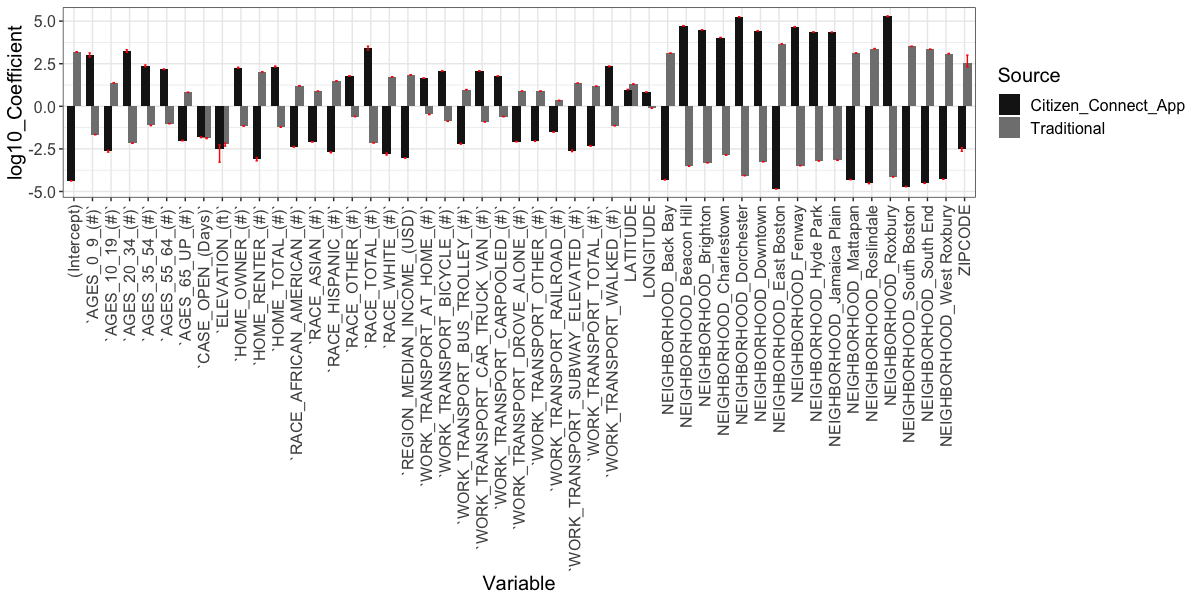 log10_Coefficient
5.0
2.5
0.0
-2.5
-5.0
(Intercept)
`AGES_0_9_(#)`
`AGES_10_19_(#)`
`AGES_20_34_(#)`
`AGES_35_54_(#)`
`AGES_55_64_(#)`
`AGES_65_UP_(#)`
`CASE_OPEN_(Days)`
`ELEVATION_(ft)`
`HOME_OWNER_(#)`
`HOME_RENTER_(#)`
`HOME_TOTAL_(#)`
`RACE_AFRICAN_AMERICAN_(#)`
`RACE_ASIAN_(#)`
`RACE_HISPANIC_(#)`
`RACE_OTHER_(#)`
`RACE_TOTAL_(#)`
`RACE_WHITE_(#)`
`REGION_MEDIAN_INCOME_(USD)`
`WORK_TRANSPORT_AT_HOME_(#)`
`WORK_TRANSPORT_BICYCLE_(#)`
`WORK_TRANSPORT_BUS_TROLLEY_(#)`
`WORK_TRANSPORT_CAR_TRUCK_VAN_(#)`
`WORK_TRANSPORT_CARPOOLED_(#)`
`WORK_TRANSPORT_DROVE_ALONE_(#)`
`WORK_TRANSPORT_OTHER_(#)`
`WORK_TRANSPORT_RAILROAD_(#)`
`WORK_TRANSPORT_SUBWAY_ELEVATED_(#)`
`WORK_TRANSPORT_TOTAL_(#)`
`WORK_TRANSPORT_WALKED_(#)`
LATITUDE
LONGITUDE
NEIGHBORHOOD_Back Bay
NEIGHBORHOOD_Beacon Hill
NEIGHBORHOOD_Brighton
NEIGHBORHOOD_Charlestown
NEIGHBORHOOD_Dorchester
NEIGHBORHOOD_Downtown
NEIGHBORHOOD_East Boston
NEIGHBORHOOD_Fenway
NEIGHBORHOOD_Hyde Park
NEIGHBORHOOD_Jamaica Plain
NEIGHBORHOOD_Mattapan
NEIGHBORHOOD_Roslindale
NEIGHBORHOOD_Roxbury
NEIGHBORHOOD_South Boston
NEIGHBORHOOD_South End
NEIGHBORHOOD_West Roxbury
ZIPCODE
Variable
Source
Citizen_Connect_App
Traditional